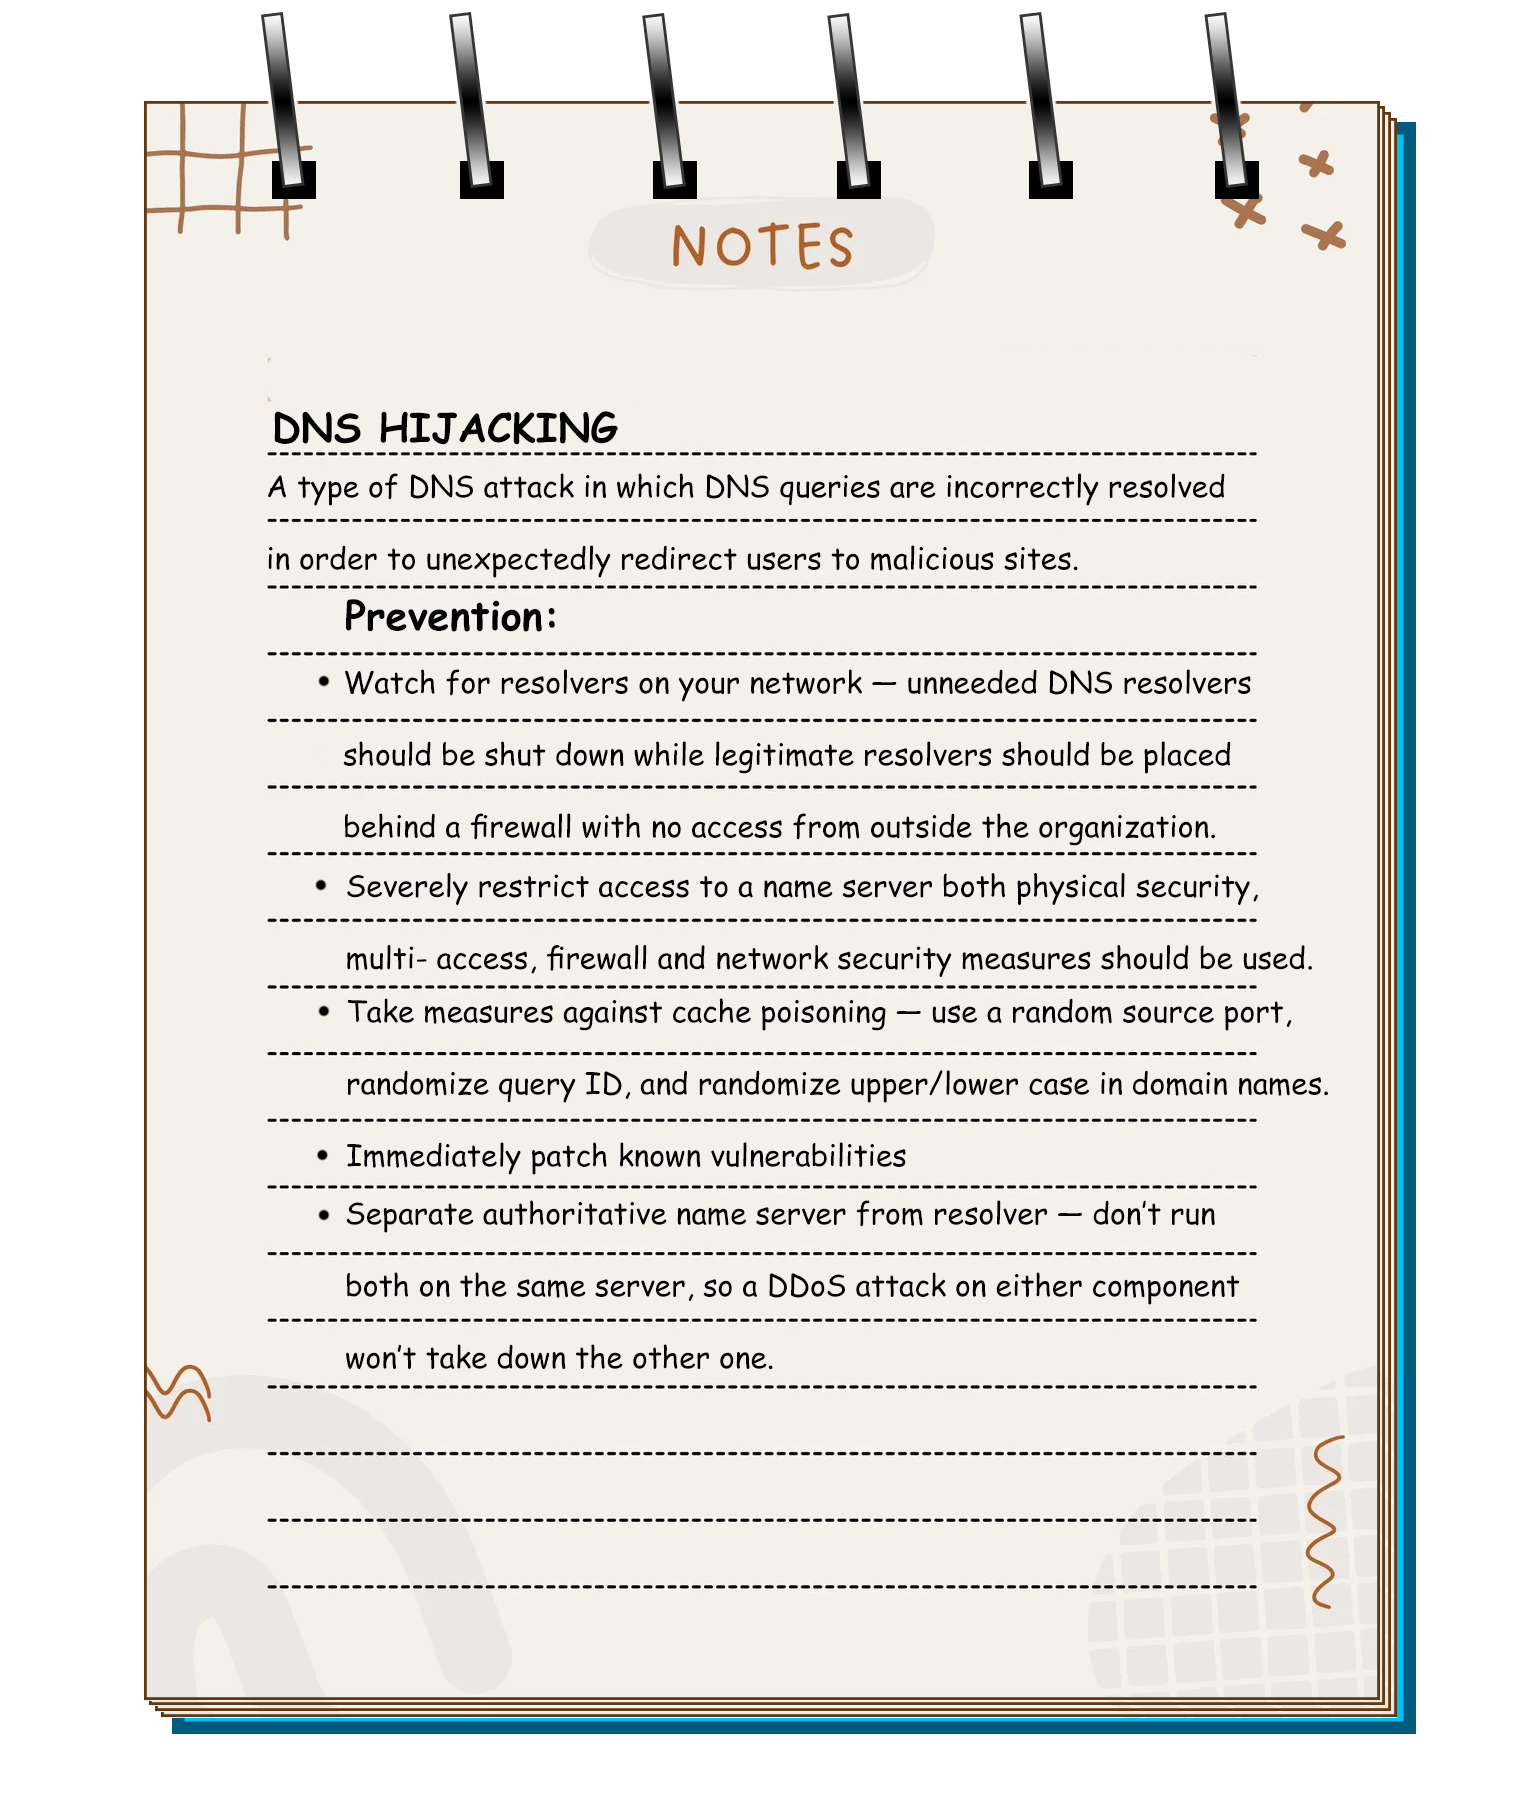 NOTES
DNS HIJACKING
A type of DNS attack in which DNS queries are incorrectly resolved
in order to unexpectedly redirect users to malicious sites.
Prevention:
• Watch for resolvers on your network — unneeded DNS resolvers
should be shut down while legitimate resolvers should be placed
behind a firewall with no access from outside the organization.
• Severely restrict access to a name server both physical security,
multi- access, firewall and network security measures should be used.
• Take measures against cache poisoning — use a random source port,
randomize query ID, and randomize upper/lower case in domain names.
• Immediately patch known vulnerabilities
• Separate authoritative name server from resolver — don’t run
both on the same server, so a DDoS attack on either component
won’t take down the other one.